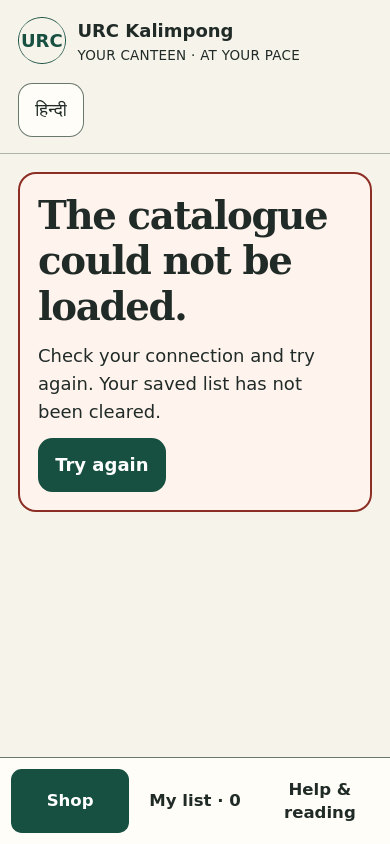 URC
URC Kalimpong
YOUR CANTEEN · AT YOUR PACE
हिन्दी
The catalogue
could not be
loaded.
Check your connection and try
again. Your saved list has not
been cleared.
Try again
Shop
My list · 0
Help &
reading